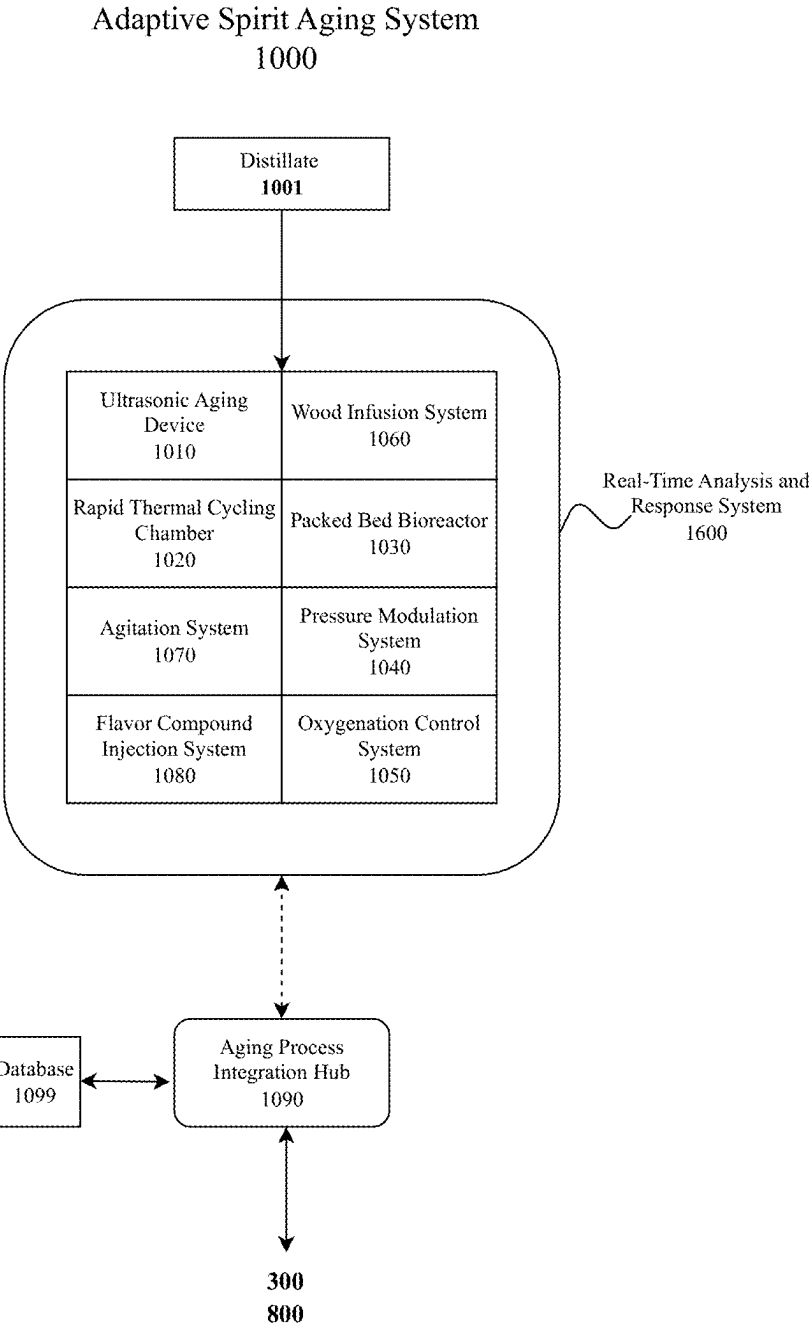 Adaptive Spirit Aging System
1000
Distillate
1001
Ultrasonic Aging
Device
1010
Wood Infusion System
1060
Rapid Thermal Cycling
Chamber
1020
Packed Bed Bioreactor
1030
Real-Time Analysis and
Response System
1600
Agitation System
1070
Pressure Modulation
System
1040
Flavor Compound
Injection System
1080
Oxygenation Control
System
1050
Aging Process
Integration Hub
1090
Database
1099
300
800